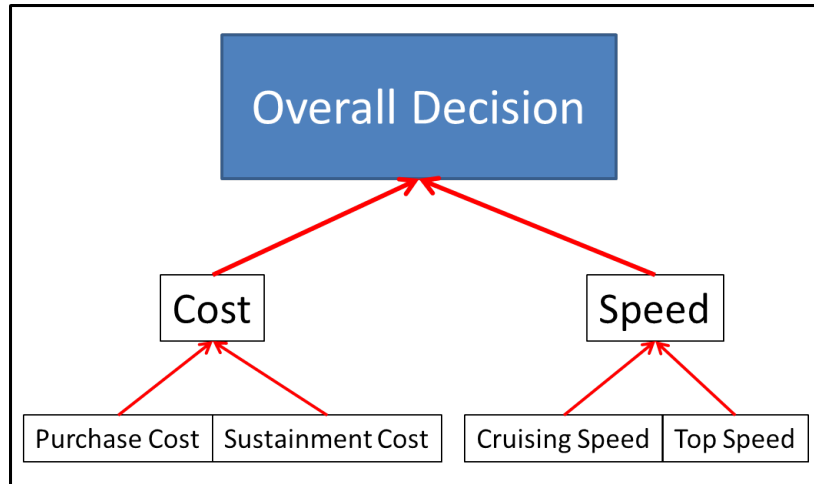 Overall Decision
Cost
Speed
Purchase Cost
Sustainment Cost
Cruising Speed
Top Speed